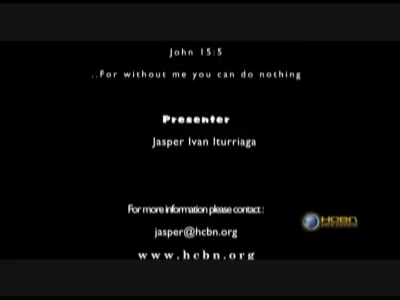 John 15:5
..For without me you can do nothing
Presenter
Jasper Ivan Iturriaga
For more information please contact :
HCBN
jasper@hcbn.org
www.hcbn.org